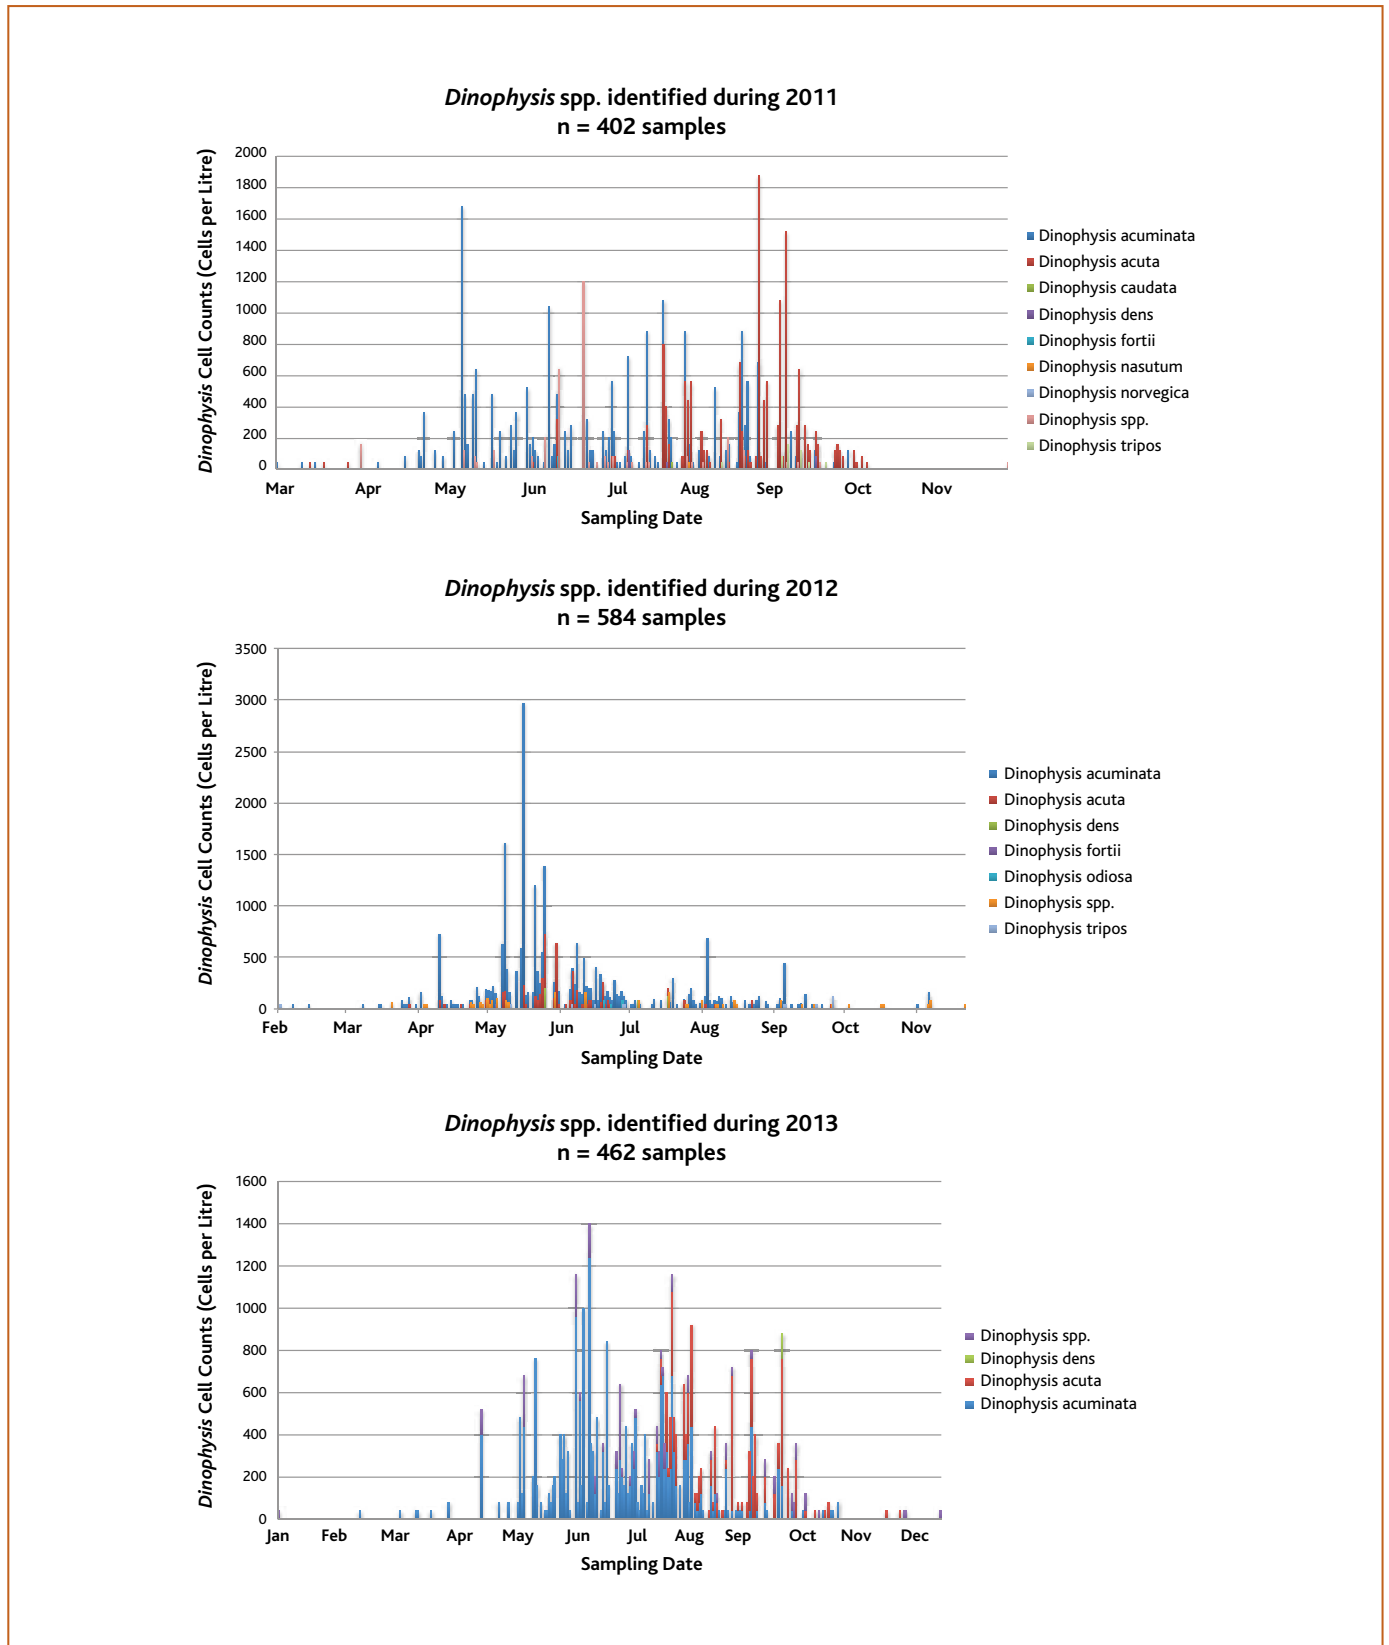 Dinophysis spp. identified during 2011
n = 402 samples
Dinophysis Cell Counts (Cells per Litre)
2000
1800
1600
1400
1200
1000
800
600
400
200
0
Mar Apr May Jun Jul Aug Sep Oct Nov
Sampling Date
Dinophysis acuminata
Dinophysis acuta
Dinophysis caudata
Dinophysis dens
Dinophysis fortii
Dinophysis nasutum
Dinophysis norvegica
Dinophysis spp.
Dinophysis tripos
Dinophysis spp. identified during 2012
n = 584 samples
Dinophysis Cell Counts (Cells per Litre)
3500
3000
2500
2000
1500
1000
500
0
Feb Mar Apr May Jun Jul Aug Sep Oct Nov
Sampling Date
Dinophysis acuminata
Dinophysis acuta
Dinophysis dens
Dinophysis fortii
Dinophysis odiosa
Dinophysis spp.
Dinophysis tripos
Dinophysis spp. identified during 2013
n = 462 samples
Dinophysis Cell Counts (Cells per Litre)
1600
1400
1200
1000
800
600
400
200
0
Jan Feb Mar Apr May Jun Jul Aug Sep Oct Nov Dec
Sampling Date
Dinophysis spp.
Dinophysis dens
Dinophysis acuta
Dinophysis acuminata